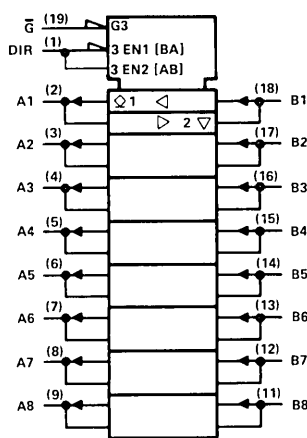 G̅ (19) G3
DIR (1) 3 EN1 [BA]
3 EN2 [AB]
A1 (2) 1 (18) B1
2
A2 (3) (17) B2
A3 (4) (16) B3
A4 (5) (15) B4
A5 (6) (14) B5
A6 (7) (13) B6
A7 (8) (12) B7
A8 (9) (11) B8